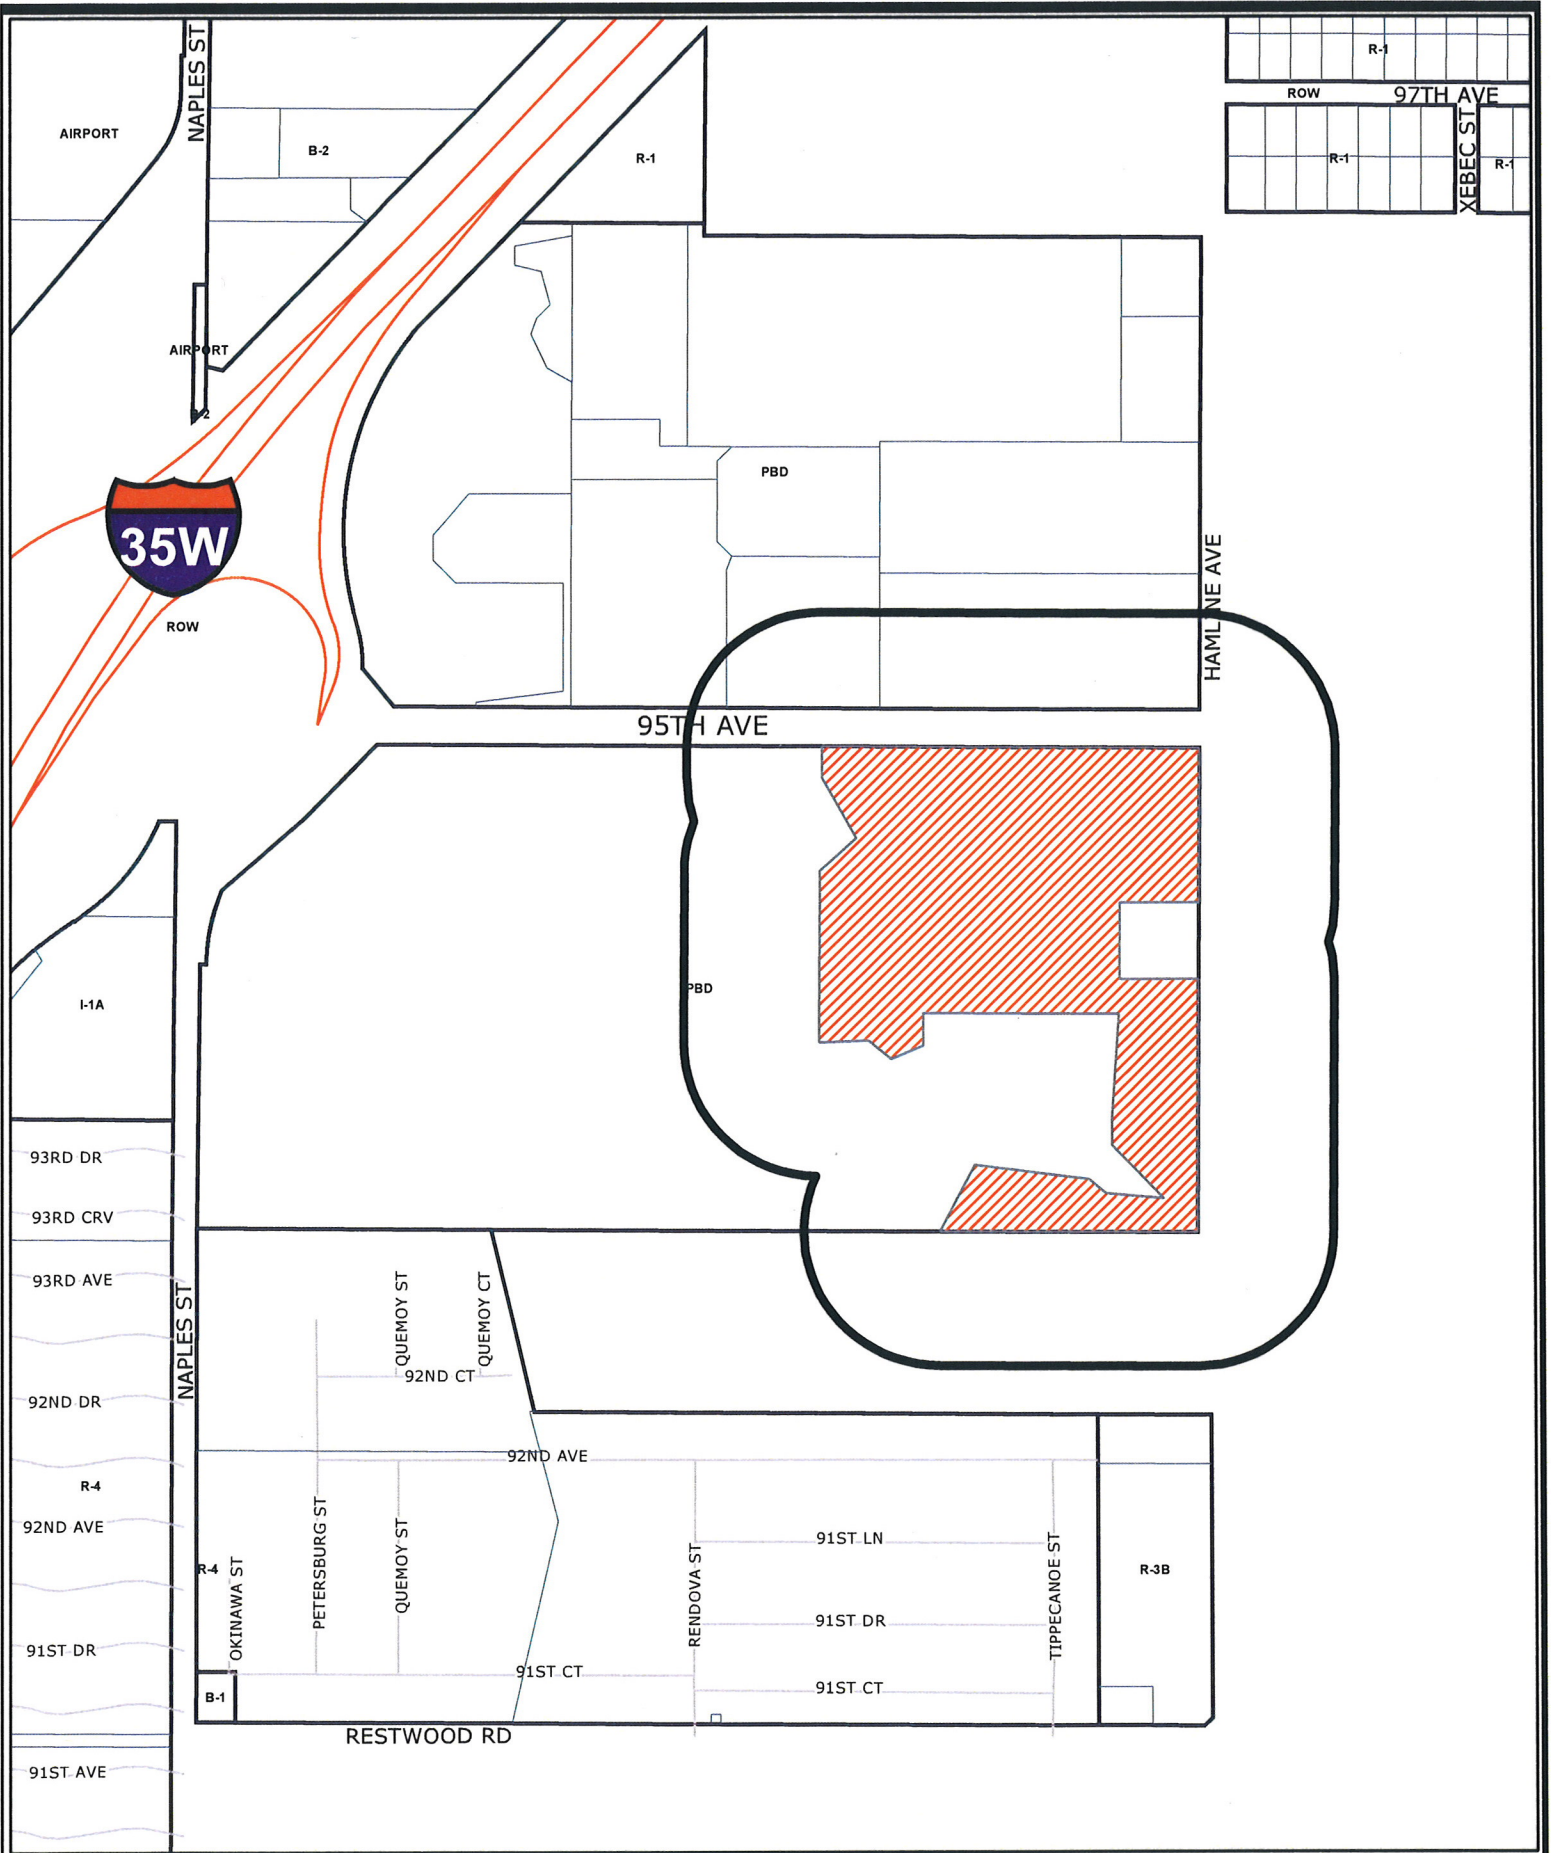 NAPLES ST
R-1
ROW
97TH AVE
AIRPORT
B-2
R-1
R-1
XEBEC ST
R-1
AIRPORT
PBD
35W
HAMLINE AVE
ROW
95TH AVE
PBD
I-1A
93RD DR
93RD CRV
93RD AVE
NAPLES ST
QUEMOY ST
QUEMOY CT
92ND CT
92ND DR
92ND AVE
R-4
92ND AVE
PETERSBURG ST
QUEMOY ST
RENDOVA ST
91ST LN
TIPPECANOE ST
R-4
OKINAWA ST
R-3B
91ST DR
91ST DR
91ST CT
91ST CT
B-1
RESTWOOD RD
91ST AVE